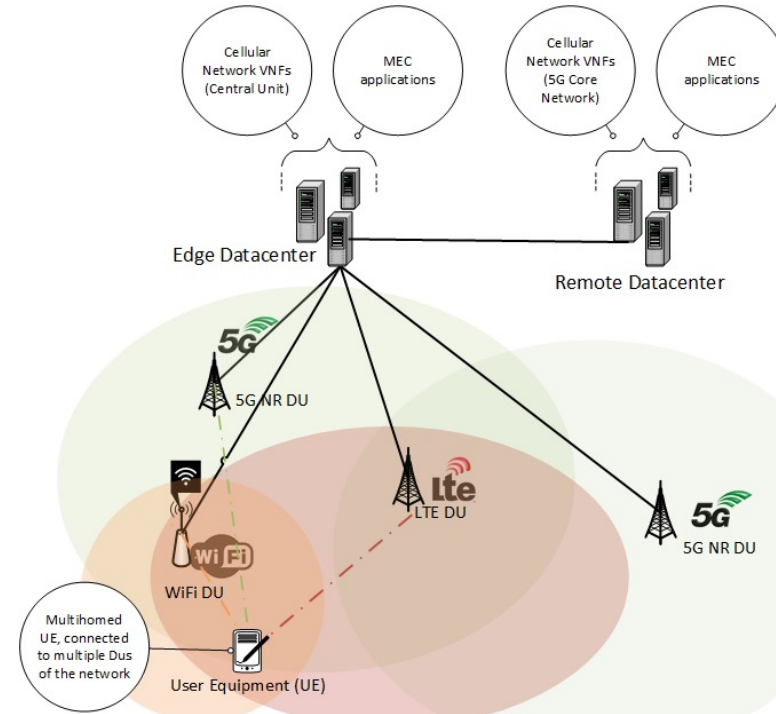 Cellular
Network VNFs
(Central Unit)
MEC
applications
Cellular
Network VNFs
(5G Core
Network)
MEC
applications
Edge Datacenter
Remote Datacenter
5G
5G NR DU
Lte
LTE DU
5G
5G NR DU
WiFi
WiFi DU
Multihomed
UE, connected
to multiple Dus
of the network
User Equipment (UE)